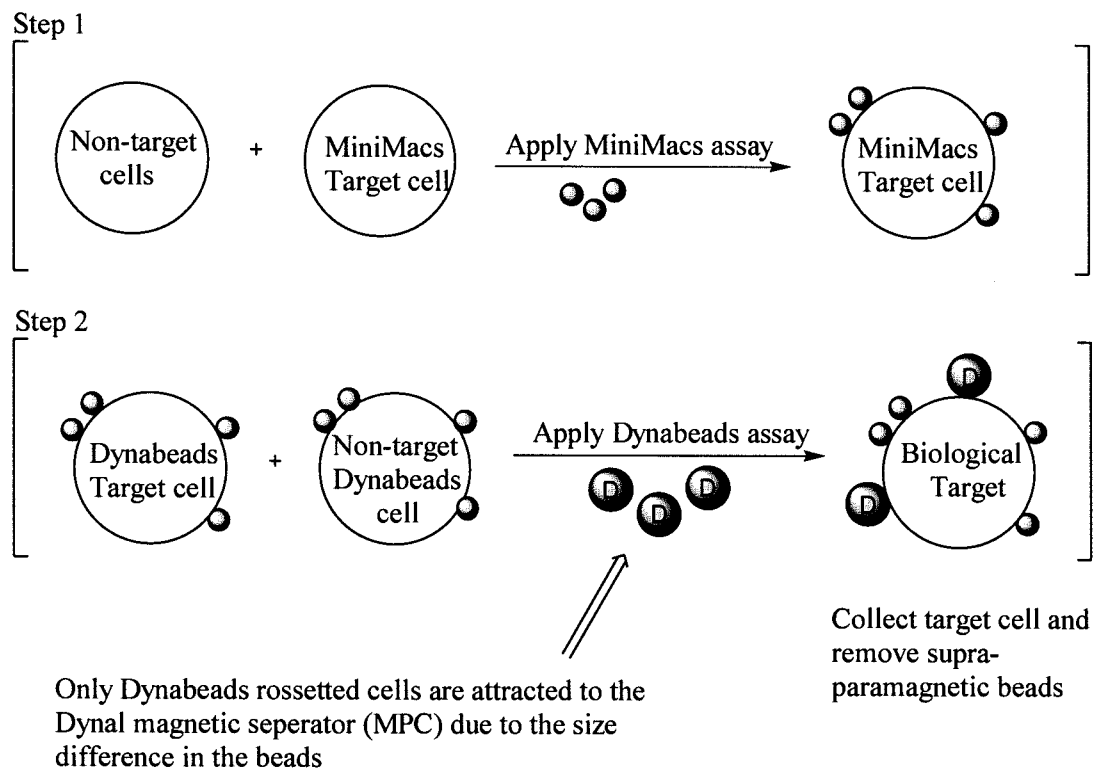 Step 1
Non-target
cells
+
MiniMacs
Target cell
Apply MiniMacs assay
MiniMacs
Target cell
Step 2
Dynabeads
Target cell
+
Non-target
Dynabeads
cell
Apply Dynabeads assay
D
D
D
D
D
Biological
Target
Only Dynabeads rossetted cells are attracted to the
Dynal magnetic seperator (MPC) due to the size
difference in the beads
Collect target cell and
remove supra-
paramagnetic beads